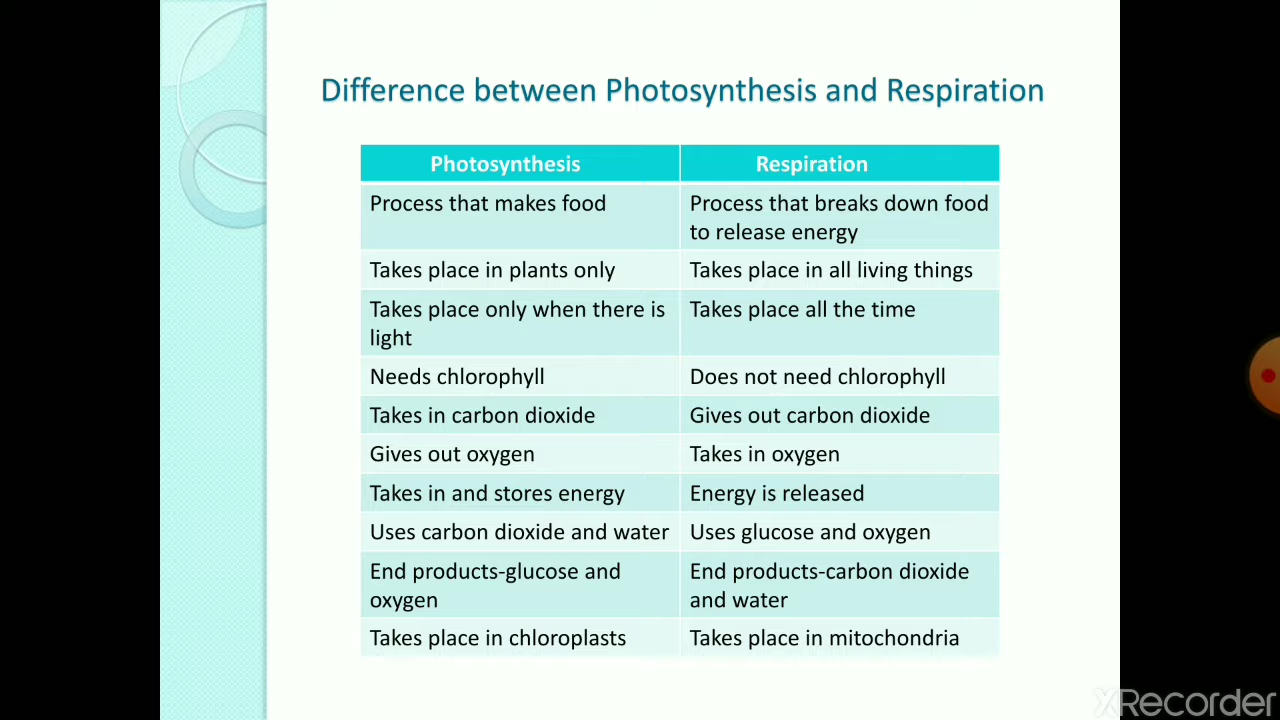 Difference between Photosynthesis and Respiration
Photosynthesis Respiration
Process that makes food Process that breaks down food
to release energy
Takes place in plants only Takes place in all living things
Takes place only when there is Takes place all the time
light
Needs chlorophyll Does not need chlorophyll
Takes in carbon dioxide Gives out carbon dioxide
Gives out oxygen Takes in oxygen
Takes in and stores energy Energy is released
Uses carbon dioxide and water Uses glucose and oxygen
End products-glucose and End products-carbon dioxide
oxygen and water
Takes place in chloroplasts Takes place in mitochondria
XRecorder